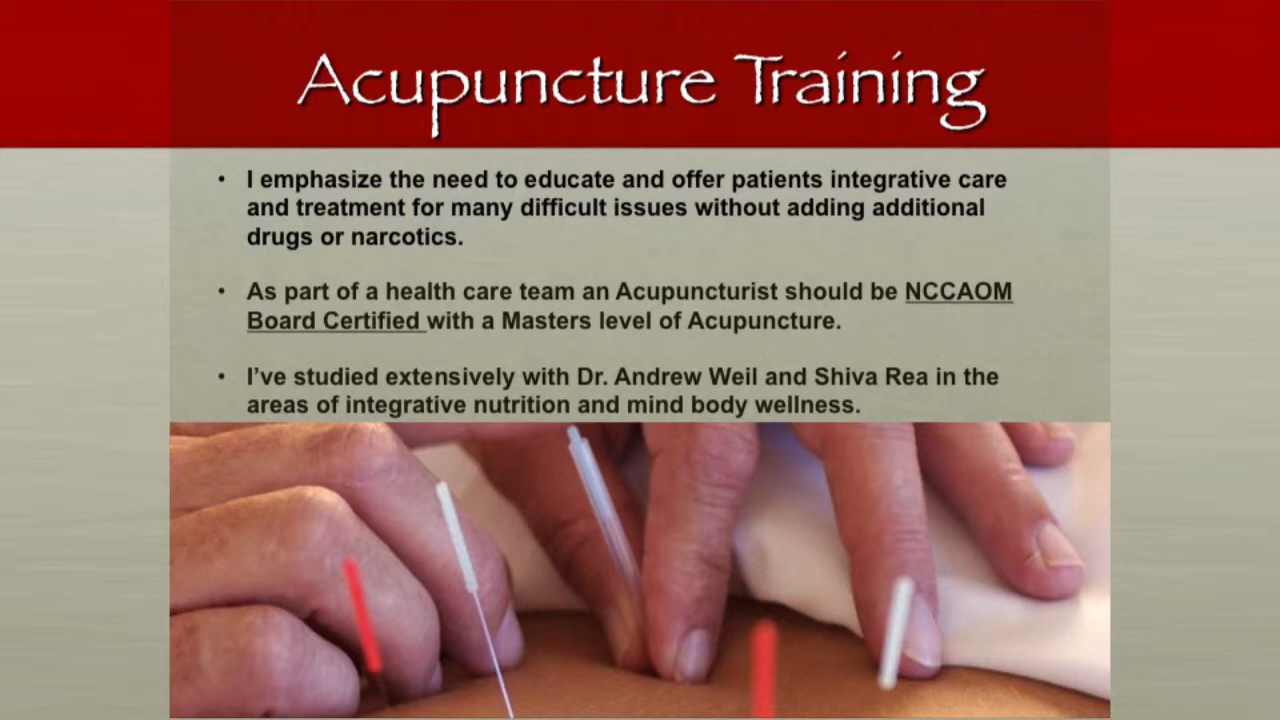 Acupuncture Training
• I emphasize the need to educate and offer patients integrative care
and treatment for many difficult issues without adding additional
drugs or narcotics.
• As part of a health care team an Acupuncturist should be NCCAOM
Board Certified with a Masters level of Acupuncture.
• I’ve studied extensively with Dr. Andrew Weil and Shiva Rea in the
areas of integrative nutrition and mind body wellness.